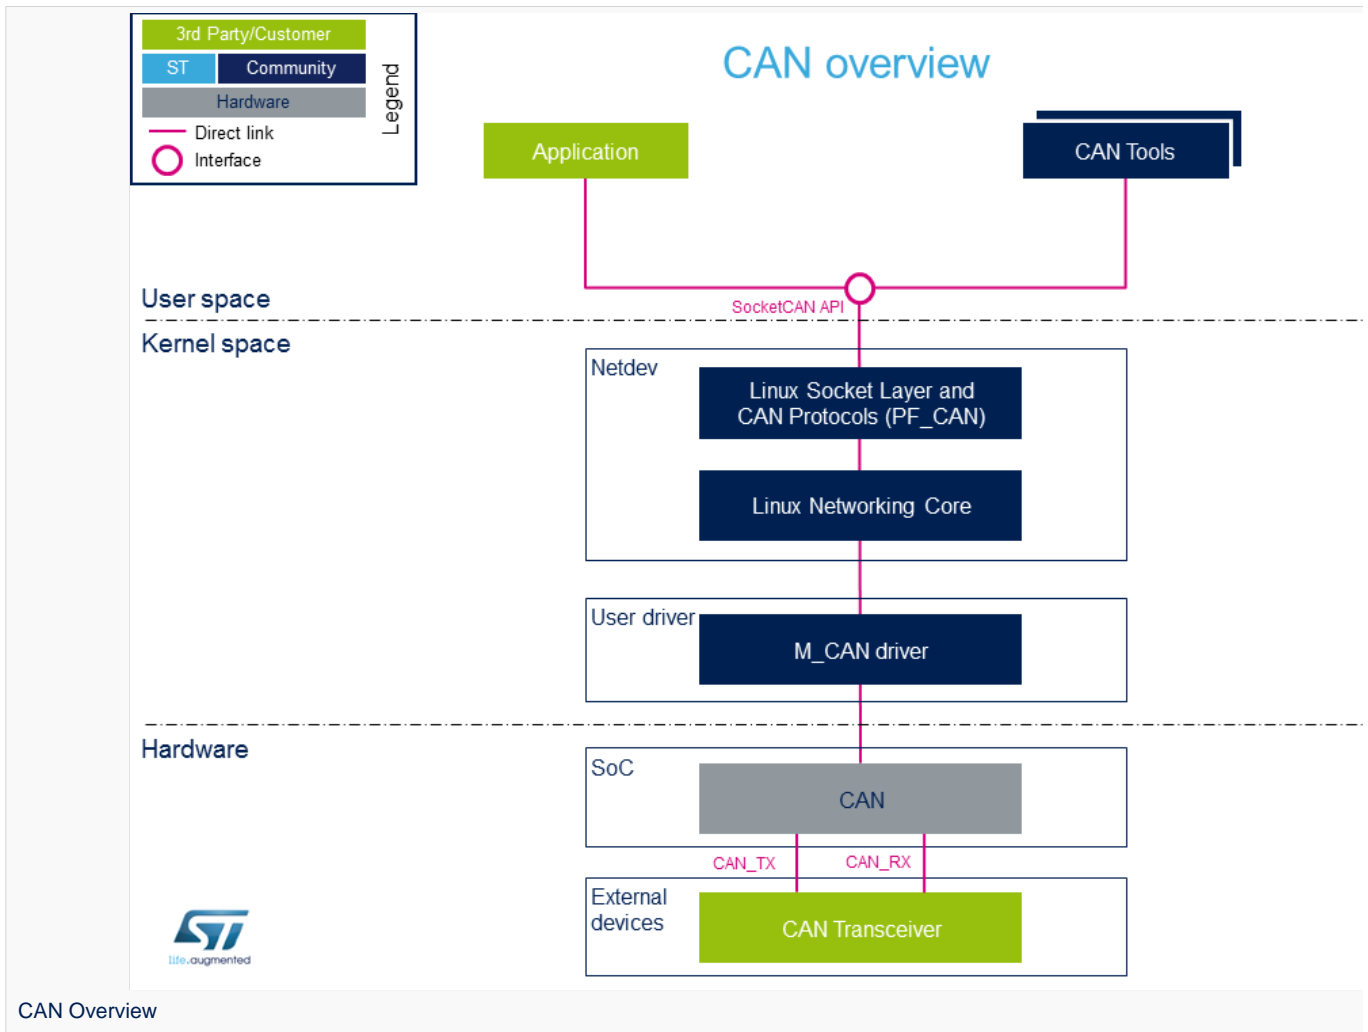 3rd Party/Customer
ST
Community
Hardware
Direct link
Interface
Legend
CAN overview
Application
CAN Tools
User space
SocketCAN API
Kernel space
Netdev
Linux Socket Layer and
CAN Protocols (PF_CAN)
Linux Networking Core
User driver
M_CAN driver
Hardware
SoC
CAN
CAN_TX
CAN_RX
External
devices
CAN Transceiver
ST
life.augmented
CAN Overview